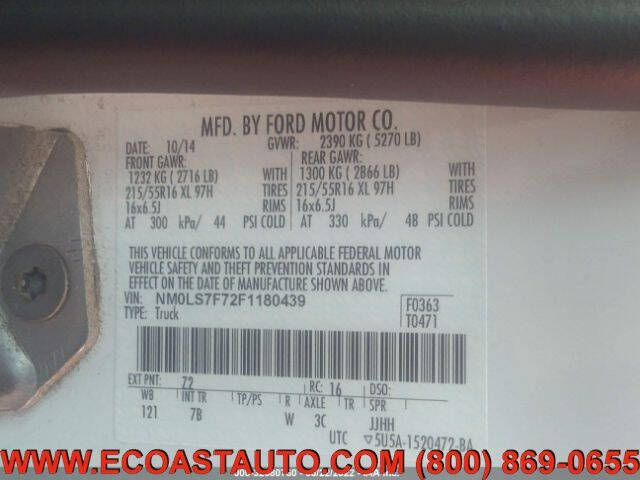 MFD. BY FORD MOTOR CO.
DATE: 10/14 GVWR: 2390 KG ( 5270 LB)
FRONT GAWR: REAR GAWR:
1232 KG ( 2716 LB) WITH 1300 KG ( 2866 LB) WITH
215/55R16 XL 97H TIRES 215/55R16 XL 97H TIRES
16x6.5J RIMS 16x6.5J RIMS
AT 300 kPa/ 44 PSI COLD AT 330 kPa/ 48 PSI COLD
THIS VEHICLE CONFORMS TO ALL APPLICABLE FEDERAL MOTOR
VEHICLE SAFETY AND THEFT PREVENTION STANDARDS IN
EFFECT ON THE DATE OF MANUFACTURE SHOWN ABOVE.
VIN: NM0LS7F72F1180439 F0363
TYPE: Truck T0471
EXT PNT: 72 RC: 16 DSO:
WB INT TR TP/PS R AXLE TR SPR
121 7B W 3C JJHH
UTC ▽5U5A-1520472-BA
WWW.ECOASTAUTO.COM (800) 869-0655